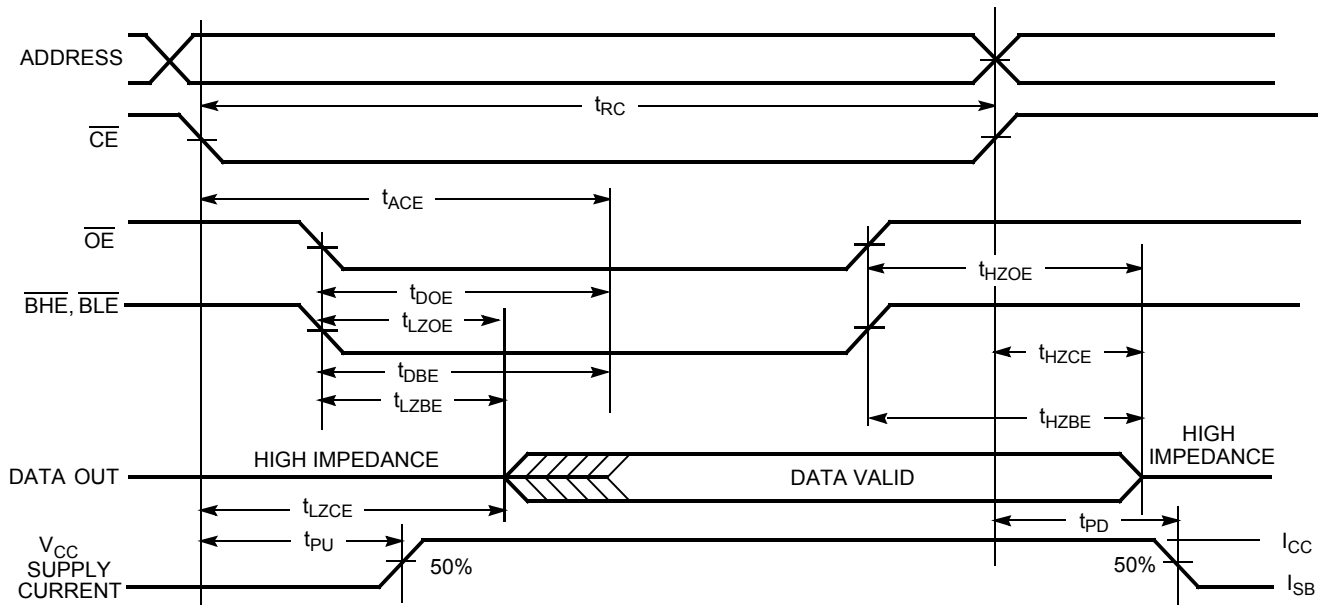 ADDRESS
tRC
CE
tACE
OE
tHZOE
tDOE
BHE, BLE
tLZOE
tHZCE
tDBE
tLZBE
tHZBE
HIGH IMPEDANCE
HIGH
IMPEDANCE
DATA OUT
DATA VALID
tLZCE
tPD
tPU
VCC
SUPPLY
CURRENT
50%
50%
ICC
ISB